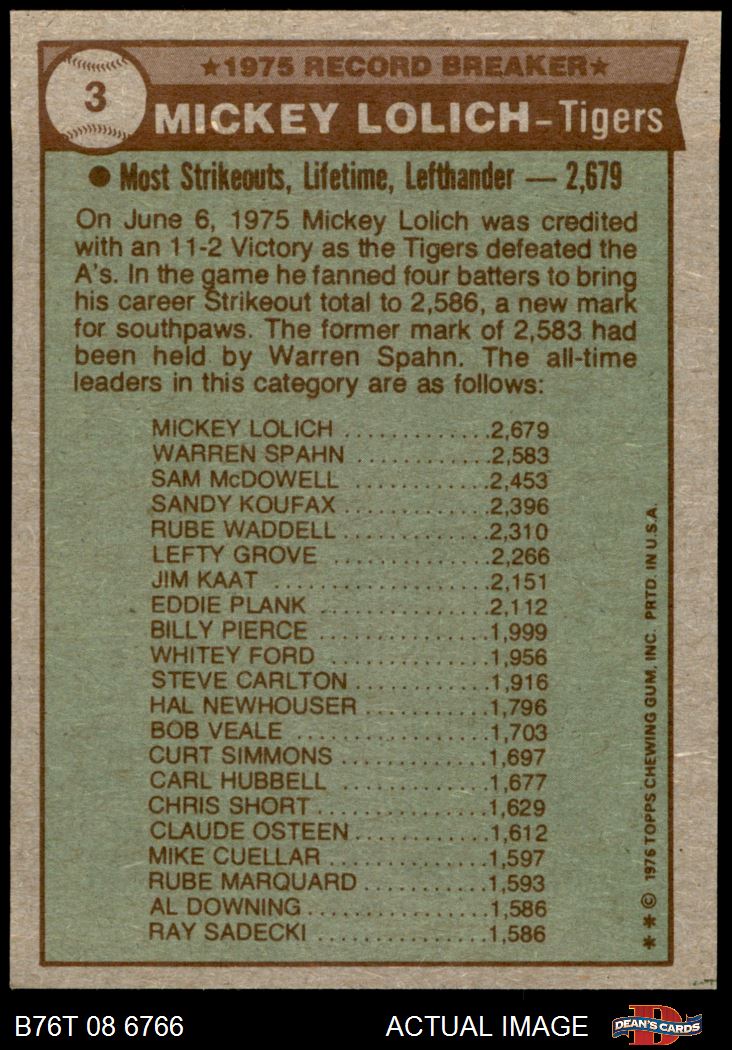 3
★1975 RECORD BREAKER★
MICKEY LOLICH–Tigers
● Most Strikeouts, Lifetime, Lefthander — 2,679
On June 6, 1975 Mickey Lolich was credited
with an 11-2 Victory as the Tigers defeated the
A's. In the game he fanned four batters to bring
his career Strikeout total to 2,586, a new mark
for southpaws. The former mark of 2,583 had
been held by Warren Spahn. The all-time
leaders in this category are as follows:
MICKEY LOLICH .............2,679
WARREN SPAHN ............2,583
SAM McDOWELL .............2,453
SANDY KOUFAX .............2,396
RUBE WADDELL .............2,310
LEFTY GROVE ..............2,266
JIM KAAT ..................2,151
EDDIE PLANK ...............2,112
BILLY PIERCE ..............1,999
WHITEY FORD ..............1,956
STEVE CARLTON ............1,916
HAL NEWHOUSER ...........1,796
BOB VEALE .................1,703
CURT SIMMONS ............1,697
CARL HUBBELL .............1,677
CHRIS SHORT ..............1,629
CLAUDE OSTEEN ............1,612
MIKE CUELLAR .............1,597
RUBE MARQUARD ..........1,593
AL DOWNING ...............1,586
RAY SADECKI ..............1,586
✶ ✶ © 1976 TOPPS CHEWING GUM, INC. PRTD. IN U.S.A.
B76T 08 6766
ACTUAL IMAGE
D
DEAN'S CARDS